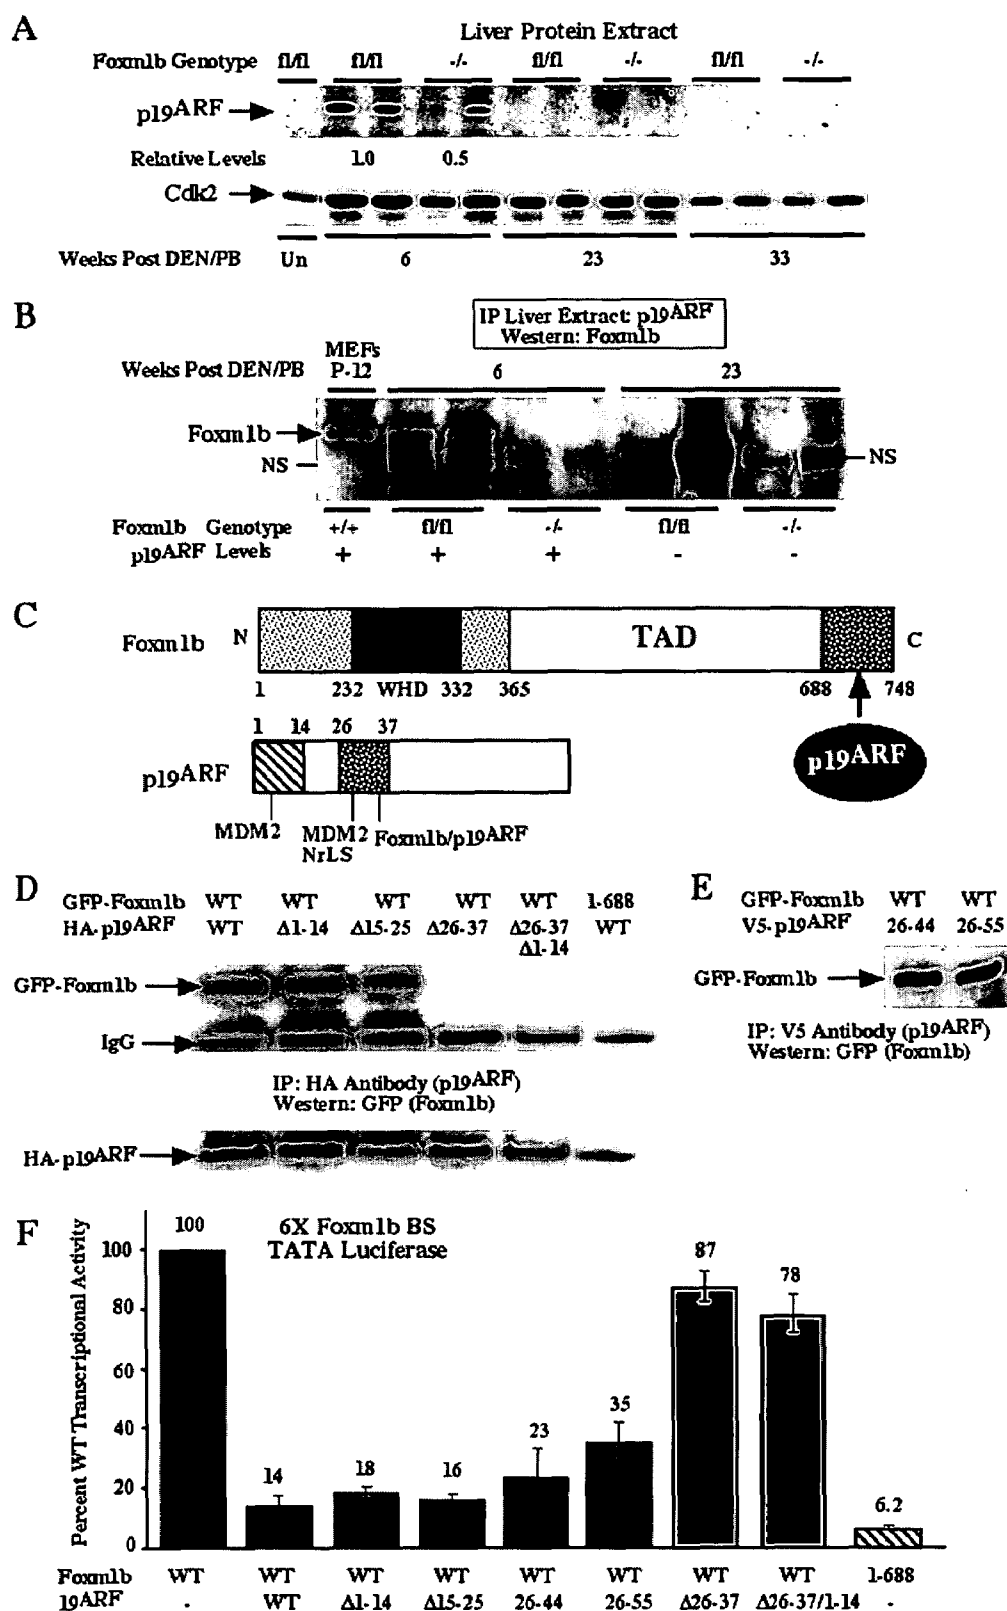 A
Liver Protein Extract
Foxm1b Genotype fl/fl fl/fl -/- fl/fl -/- fl/fl -/-
p19ARF
Relative Levels 1.0 0.5
Cdk2
Weeks Post DEN/PB Un 6 23 33
B
IP Liver Extract: p19ARF
Western: Foxm1b
MEFs
Weeks Post DEN/PB P-12 6 23
Foxm1b
NS NS
Foxm1b Genotype +/+ fl/fl -/- fl/fl -/-
p19ARF Levels + + + - -
C
Foxm1b N TAD C
1 232 WHD 332 365 688 748
1 14 26 37
p19ARF p19ARF
MDM2 MDM2 Foxm1b/p19ARF
NrLS
D
GFP-Foxm1b WT WT WT WT WT 1-688
HA-p19ARF WT Δ1-14 Δ15-25 Δ26-37 Δ26-37 WT
Δ1-14
GFP-Foxm1b
IgG
IP: HA Antibody (p19ARF)
Western: GFP (Foxm1b)
HA-p19ARF
E
GFP-Foxm1b WT WT
V5-p19ARF 26-44 26-55
GFP-Foxm1b
IP: V5 Antibody (p19ARF)
Western: GFP (Foxm1b)
F
6X Foxm1b BS
TATA Luciferase
Percent WT Transcriptional Activity
100
80
60
40
20
0
100 14 18 16 23 35 87 78 6.2
Foxm1b WT WT WT WT WT WT WT WT 1-688
19ARF - WT Δ1-14 Δ15-25 26-44 26-55 Δ26-37 Δ26-37/1-14 -